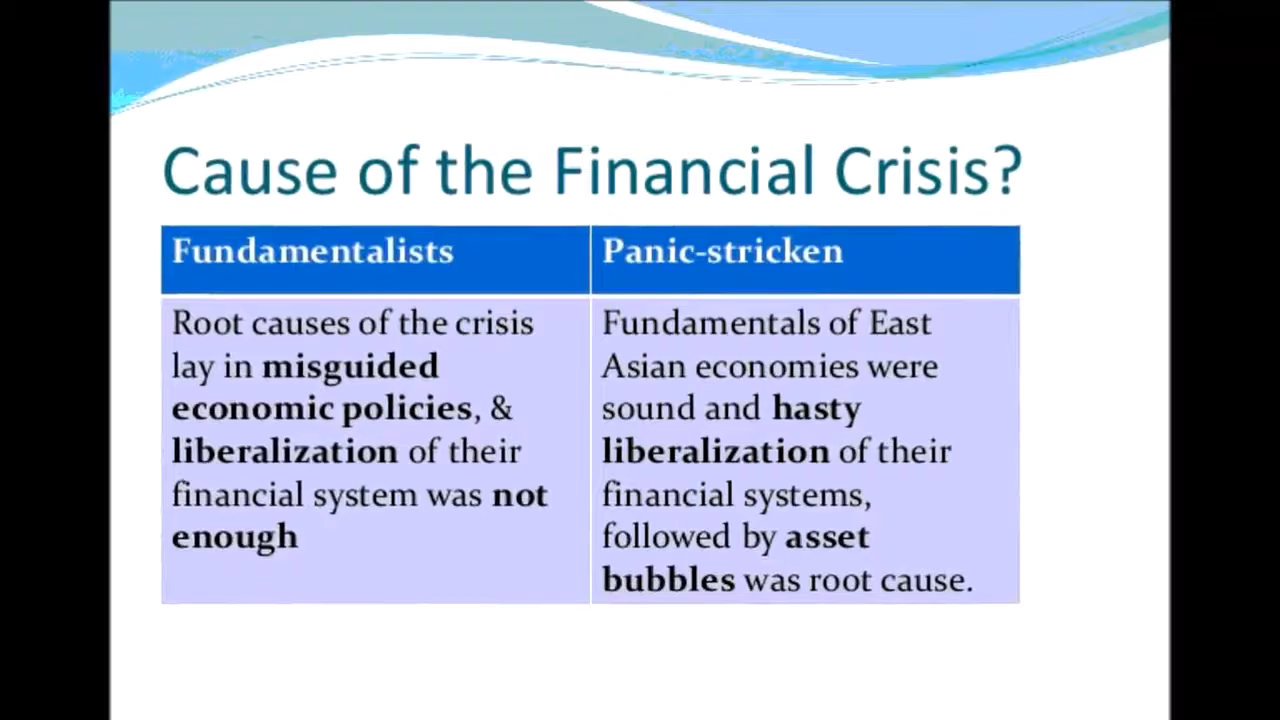 Cause of the Financial Crisis?
Fundamentalists
Panic-stricken
Root causes of the crisis
lay in misguided
economic policies, &
liberalization of their
financial system was not
enough
Fundamentals of East
Asian economies were
sound and hasty
liberalization of their
financial systems,
followed by asset
bubbles was root cause.